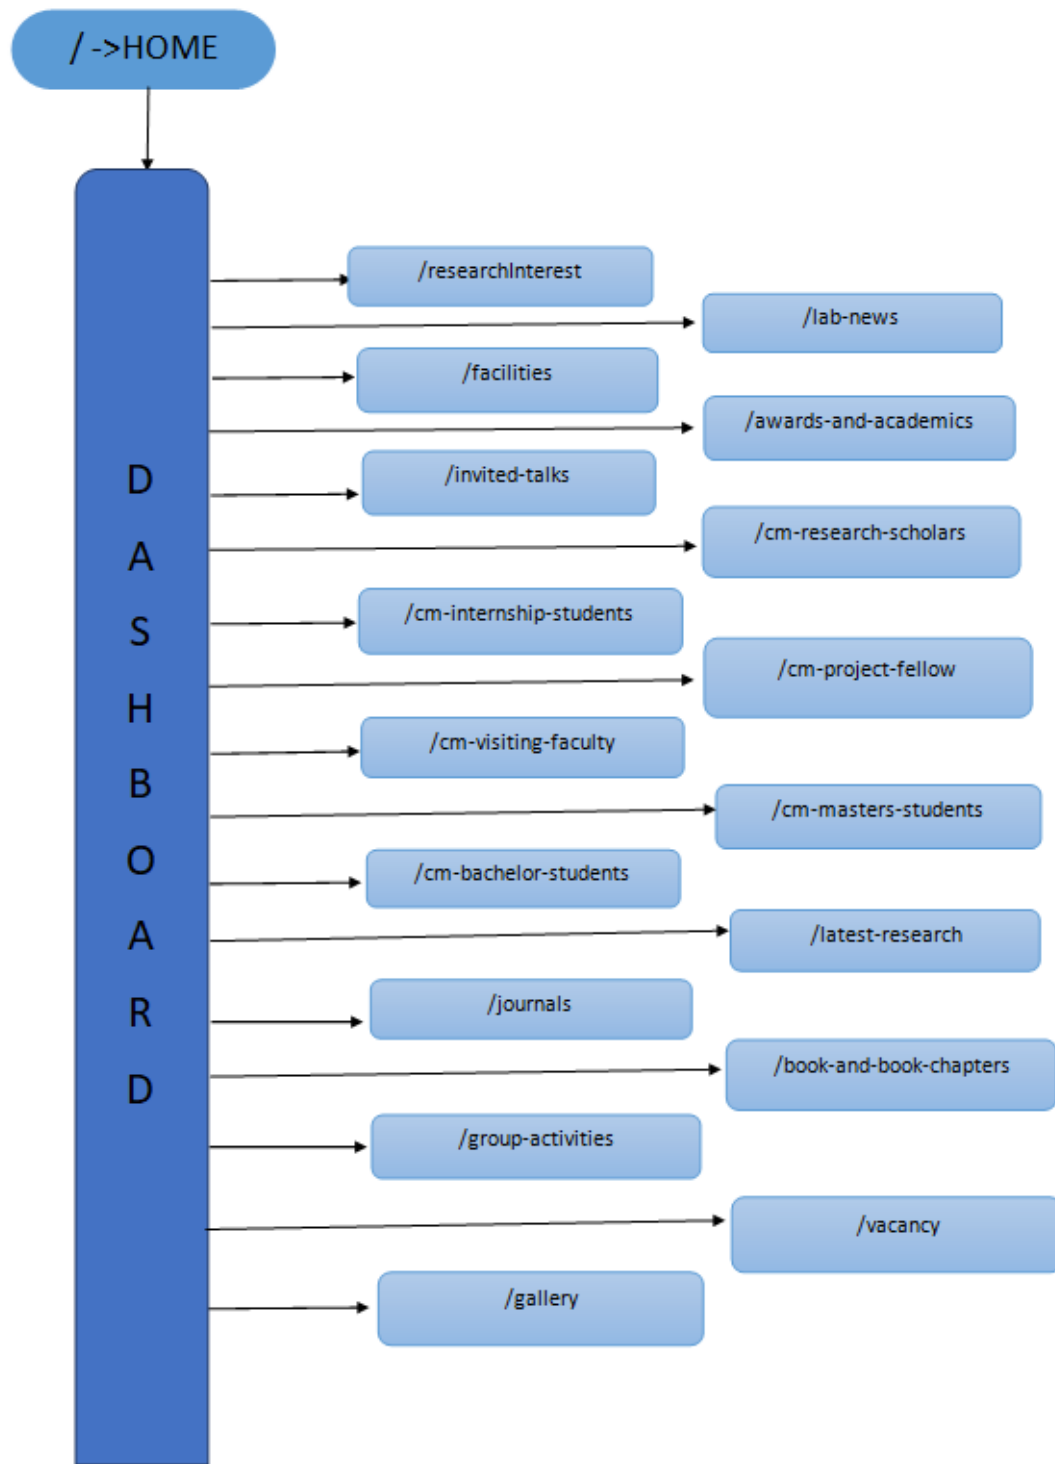 / ->HOME
/researchInterest
/lab-news
/facilities
/awards-and-academics
/invited-talks
/cm-research-scholars
/cm-internship-students
/cm-project-fellow
/cm-visiting-faculty
/cm-masters-students
/cm-bachelor-students
/latest-research
/journals
/book-and-book-chapters
/group-activities
/vacancy
/gallery
D
A
S
H
B
O
A
R
D